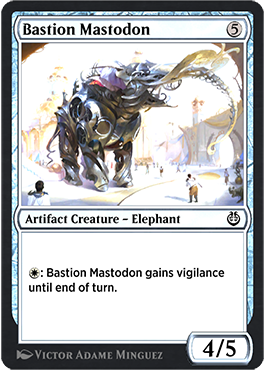 Bastion Mastodon 5
Artifact Creature – Elephant
: Bastion Mastodon gains vigilance
until end of turn.
Victor Adame Minguez
4/5